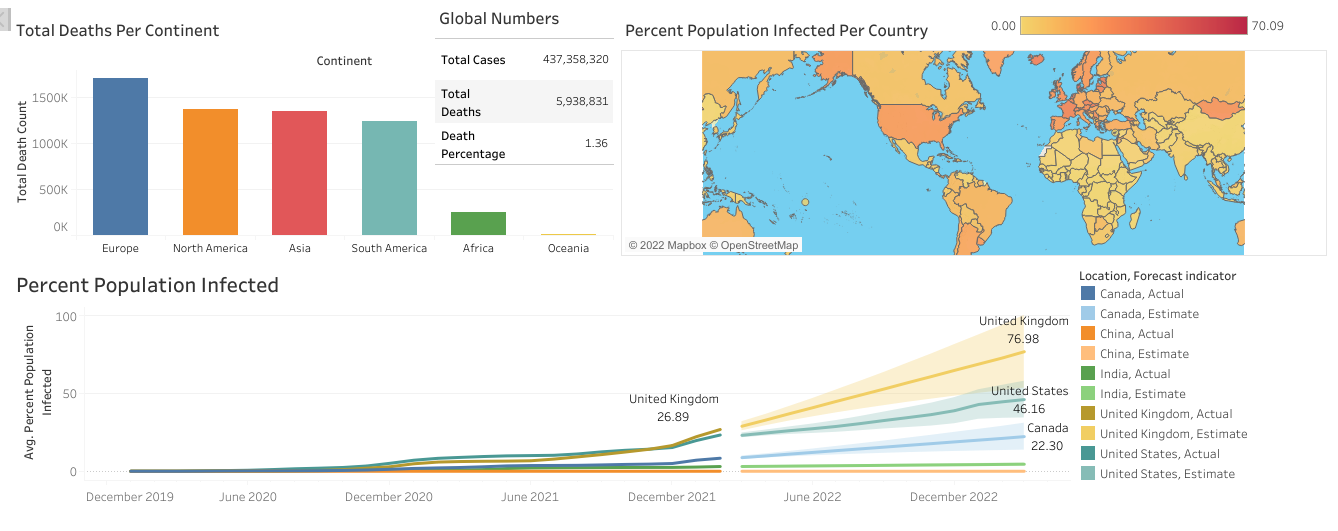 Total Deaths Per Continent
Continent
Total Death Count
1500K
1000K
500K
0K
Europe
North America
Asia
South America
Africa
Oceania
Global Numbers
Total Cases 437,358,320
Total
Deaths 5,938,831
Death
Percentage 1.36
Percent Population Infected Per Country
0.00 70.09
© 2022 Mapbox © OpenStreetMap
Percent Population Infected
Avg. Percent Population
Infected
100
50
0
United Kingdom
26.89
United Kingdom
76.98
United States
46.16
Canada
22.30
December 2019
June 2020
December 2020
June 2021
December 2021
June 2022
December 2022
Location, Forecast indicator
Canada, Actual
Canada, Estimate
China, Actual
China, Estimate
India, Actual
India, Estimate
United Kingdom, Actual
United Kingdom, Estimate
United States, Actual
United States, Estimate